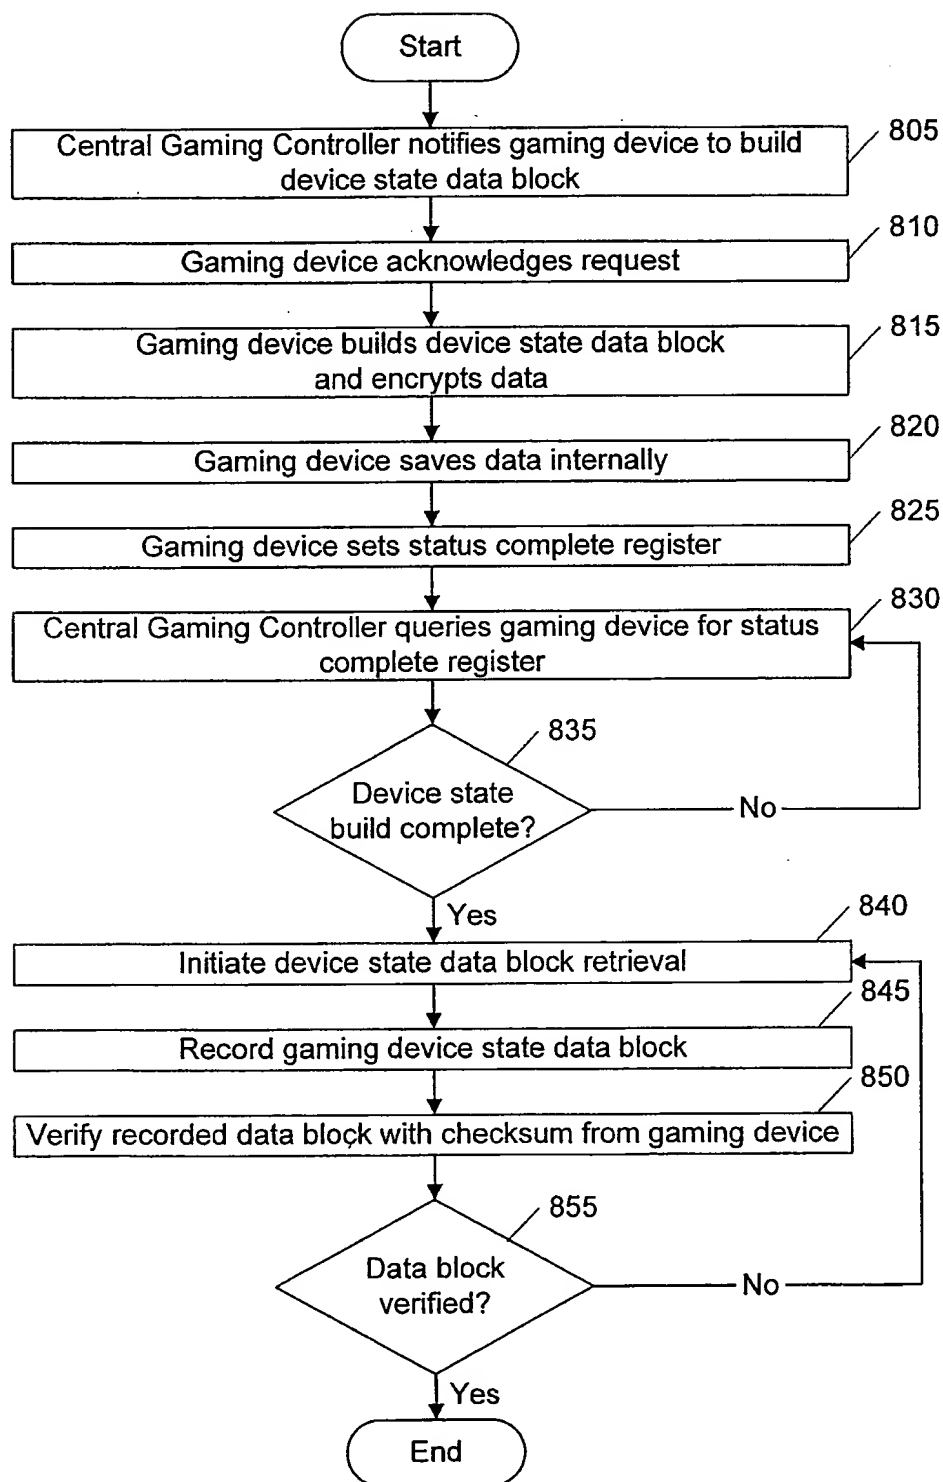 Start
805
Central Gaming Controller notifies gaming device to build
device state data block
810
Gaming device acknowledges request
815
Gaming device builds device state data block
and encrypts data
820
Gaming device saves data internally
825
Gaming device sets status complete register
830
Central Gaming Controller queries gaming device for status
complete register
835
Device state
build complete?
No
Yes
840
Initiate device state data block retrieval
845
Record gaming device state data block
850
Verify recorded data block with checksum from gaming device
855
Data block
verified?
No
Yes
End